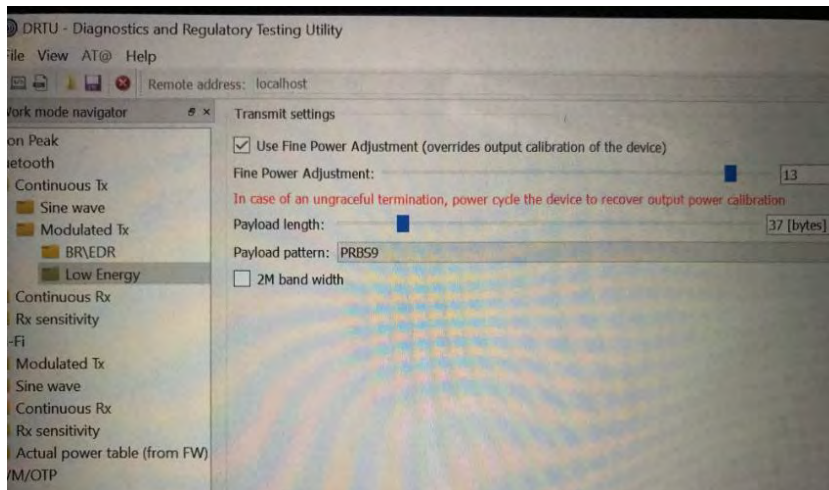 DRTU - Diagnostics and Regulatory Testing Utility
File View AT@ Help
Remote address: localhost
Work mode navigator
Transmit settings
on Peak
Use Fine Power Adjustment (overrides output calibration of the device)
etooth
Fine Power Adjustment: 13
Continuous Tx
In case of an ungraceful termination, power cycle the device to recover output power calibration
Sine wave
Payload length: 37 [bytes]
Modulated Tx
Payload pattern: PRBS9
BR\EDR
Low Energy
2M band width
Continuous Rx
Rx sensitivity
-Fi
Modulated Tx
Sine wave
Continuous Rx
Rx sensitivity
Actual power table (from FW)
/M/OTP